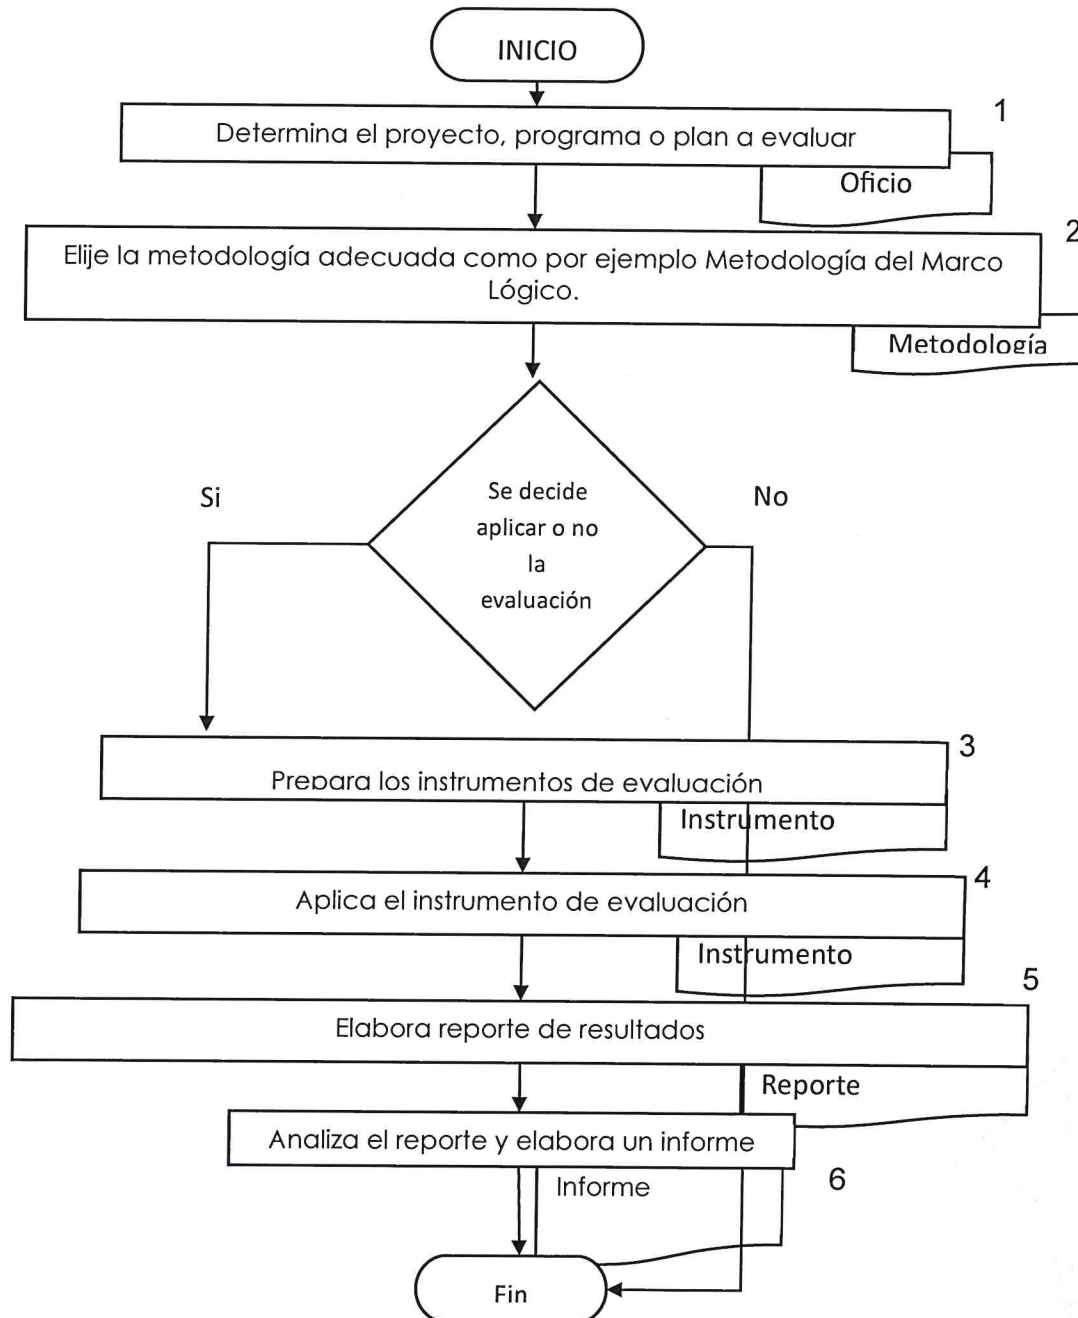 INICIO
1
Determina el proyecto, programa o plan a evaluar
Oficio
2
Elije la metodología adecuada como por ejemplo Metodología del Marco
Lógico.
Metodología
Se decide
aplicar o no
la
evaluación
Si
No
3
Prepara los instrumentos de evaluación
Instrumento
4
Aplica el instrumento de evaluación
Instrumento
5
Elabora reporte de resultados
Reporte
Analiza el reporte y elabora un informe
6
Informe
Fin